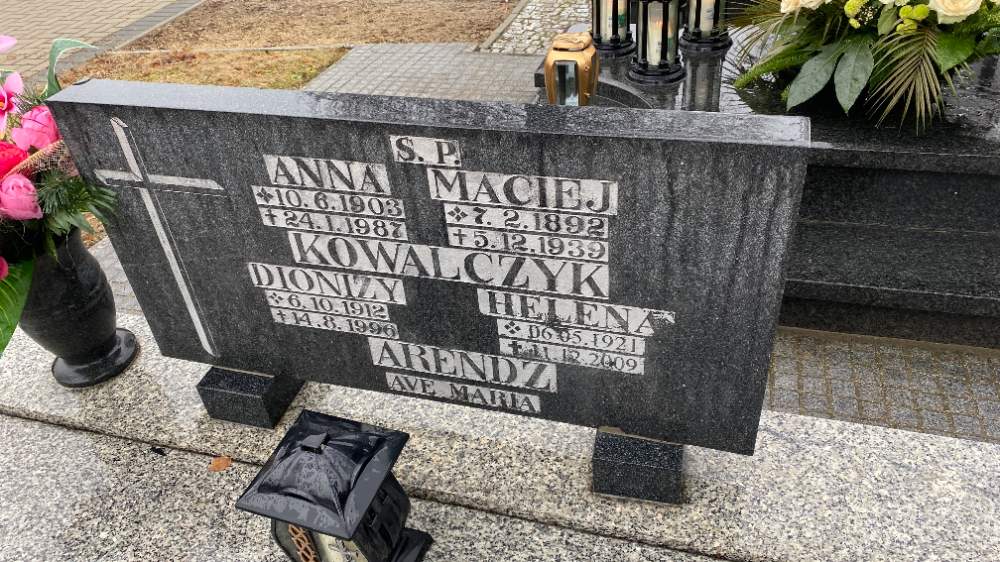 S. P.
ANNA
10. 6. 1903
† 24. 1. 1987
MACIEJ
7. 2. 1892
† 5. 12. 1939
KOWALCZYK
DIONIZY
6. 10. 1912
† 14. 8. 1996
HELENA
06. 05. 1921
† 11. 12. 2009
ARENDZ
AVE MARIA